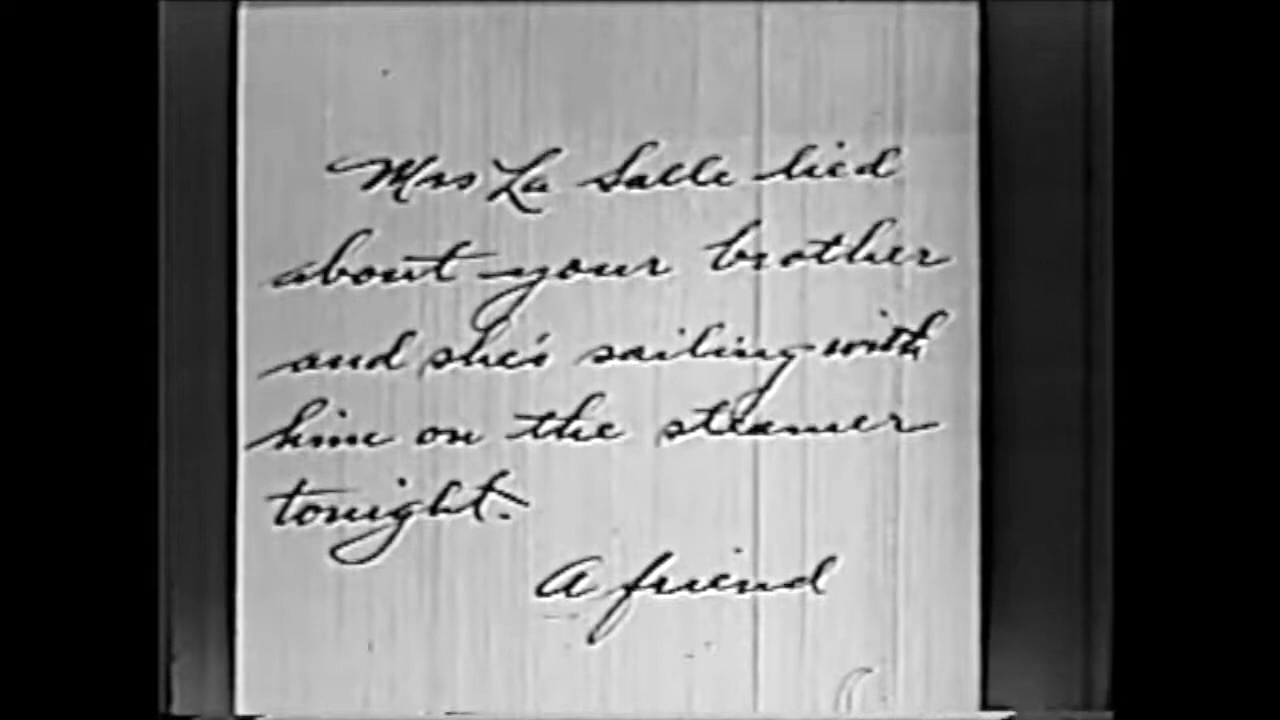 Mrs La Salle lied
about your brother
and she's sailing with
him on the steamer
tonight.
A friend